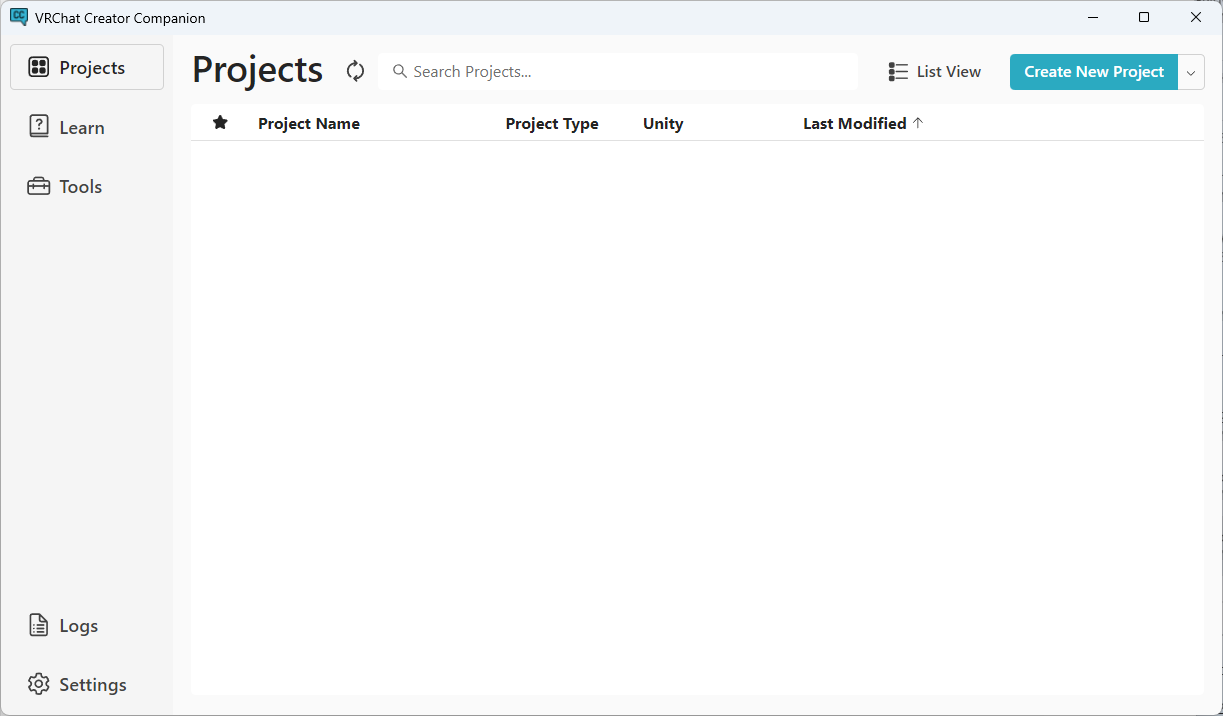 VRChat Creator Companion
Projects
Learn
Tools
Logs
Settings
Projects
Search Projects...
List View
Create New Project
Project Name Project Type Unity Last Modified